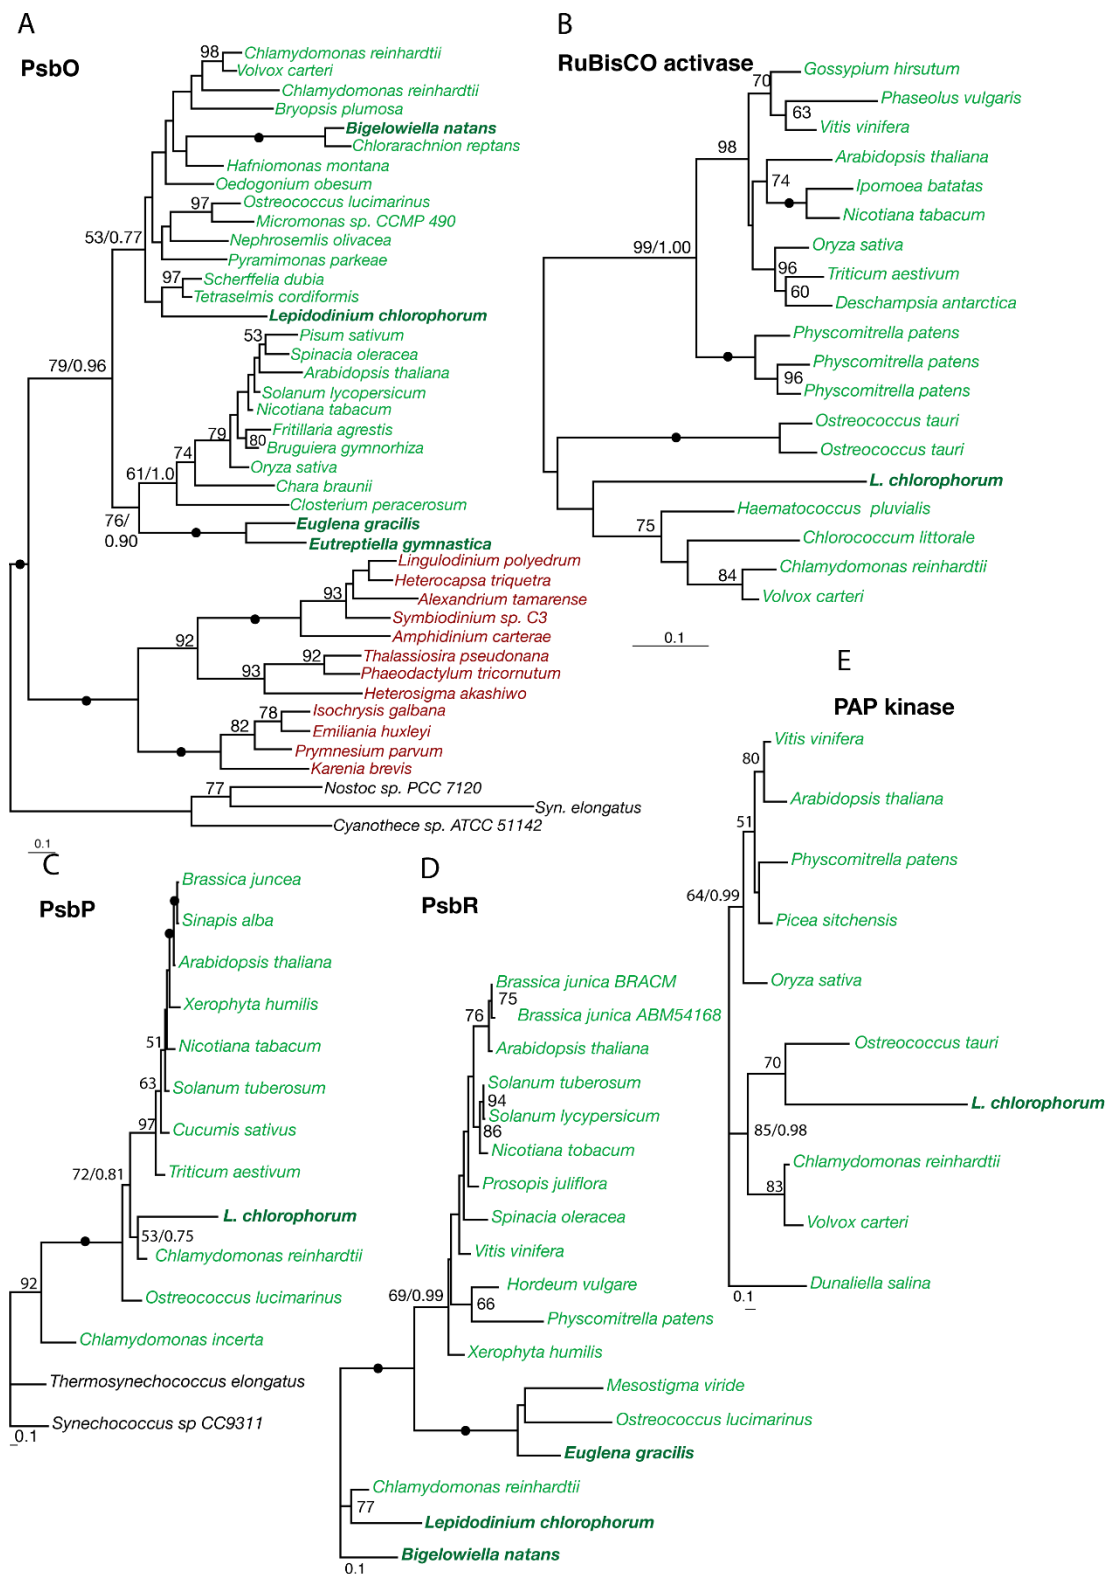 A
PsbO
98
Chlamydomonas reinhardtii
Volvox carteri
Chlamydomonas reinhardtii
Bryopsis plumosa
Bigelowiella natans
Chlorarachnion reptans
Hafniomonas montana
Oedogonium obesum
97
Ostreococcus lucimarinus
Micromonas sp. CCMP 490
53/0.77
Nephrosemlis olivacea
Pyramimonas parkeae
97
Scherffelia dubia
Tetraselmis cordiformis
Lepidodinium chlorophorum
53
Pisum sativum
Spinacia oleracea
79/0.96
Arabidopsis thaliana
Solanum lycopersicum
Nicotiana tabacum
79
Fritillaria agrestis
80
Bruguiera gymnorhiza
74
Oryza sativa
61/1.0
Chara braunii
Closterium peracerosum
76/
0.90
Euglena gracilis
Eutreptiella gymnastica
Lingulodinium polyedrum
Heterocapsa triquetra
93
Alexandrium tamarense
Symbiodinium sp. C3
92
Amphidinium carterae
92
Thalassiosira pseudonana
93
Phaeodactylum tricornutum
Heterosigma akashiwo
78
Isochrysis galbana
82
Emiliania huxleyi
Prymnesium parvum
Karenia brevis
77
Nostoc sp. PCC 7120
Syn. elongatus
Cyanothece sp. ATCC 51142
0.1
B
RuBisCO activase
70
Gossypium hirsutum
63
Phaseolus vulgaris
Vitis vinifera
98
Arabidopsis thaliana
74
Ipomoea batatas
Nicotiana tabacum
99/1.00
Oryza sativa
96
Triticum aestivum
60
Deschampsia antarctica
Physcomitrella patens
Physcomitrella patens
96
Physcomitrella patens
Ostreococcus tauri
Ostreococcus tauri
L. chlorophorum
75
Haematococcus pluvialis
Chlorococcum littorale
84
Chlamydomonas reinhardtii
Volvox carteri
0.1
C
PsbP
Brassica juncea
Sinapis alba
Arabidopsis thaliana
Xerophyta humilis
51
Nicotiana tabacum
63
Solanum tuberosum
97
Cucumis sativus
72/0.81
Triticum aestivum
L. chlorophorum
53/0.75
Chlamydomonas reinhardtii
92
Ostreococcus lucimarinus
Chlamydomonas incerta
Thermosynechococcus elongatus
Synechococcus sp CC9311
0.1
D
PsbR
Brassica junica BRACM
75
76
Brassica junica ABM54168
Arabidopsis thaliana
Solanum tuberosum
94
Solanum lycypersicum
86
Nicotiana tobacum
Prosopis juliflora
Spinacia oleracea
Vitis vinifera
69/0.99
Hordeum vulgare
66
Physcomitrella patens
Xerophyta humilis
Mesostigma viride
Ostreococcus lucimarinus
Euglena gracilis
Chlamydomonas reinhardtii
77
Lepidodinium chlorophorum
Bigelowiella natans
0.1
E
PAP kinase
Vitis vinifera
80
Arabidopsis thaliana
51
Physcomitrella patens
64/0.99
Picea sitchensis
Oryza sativa
Ostreococcus tauri
70
L. chlorophorum
85/0.98
Chlamydomonas reinhardtii
83
Volvox carteri
Dunaliella salina
0.1